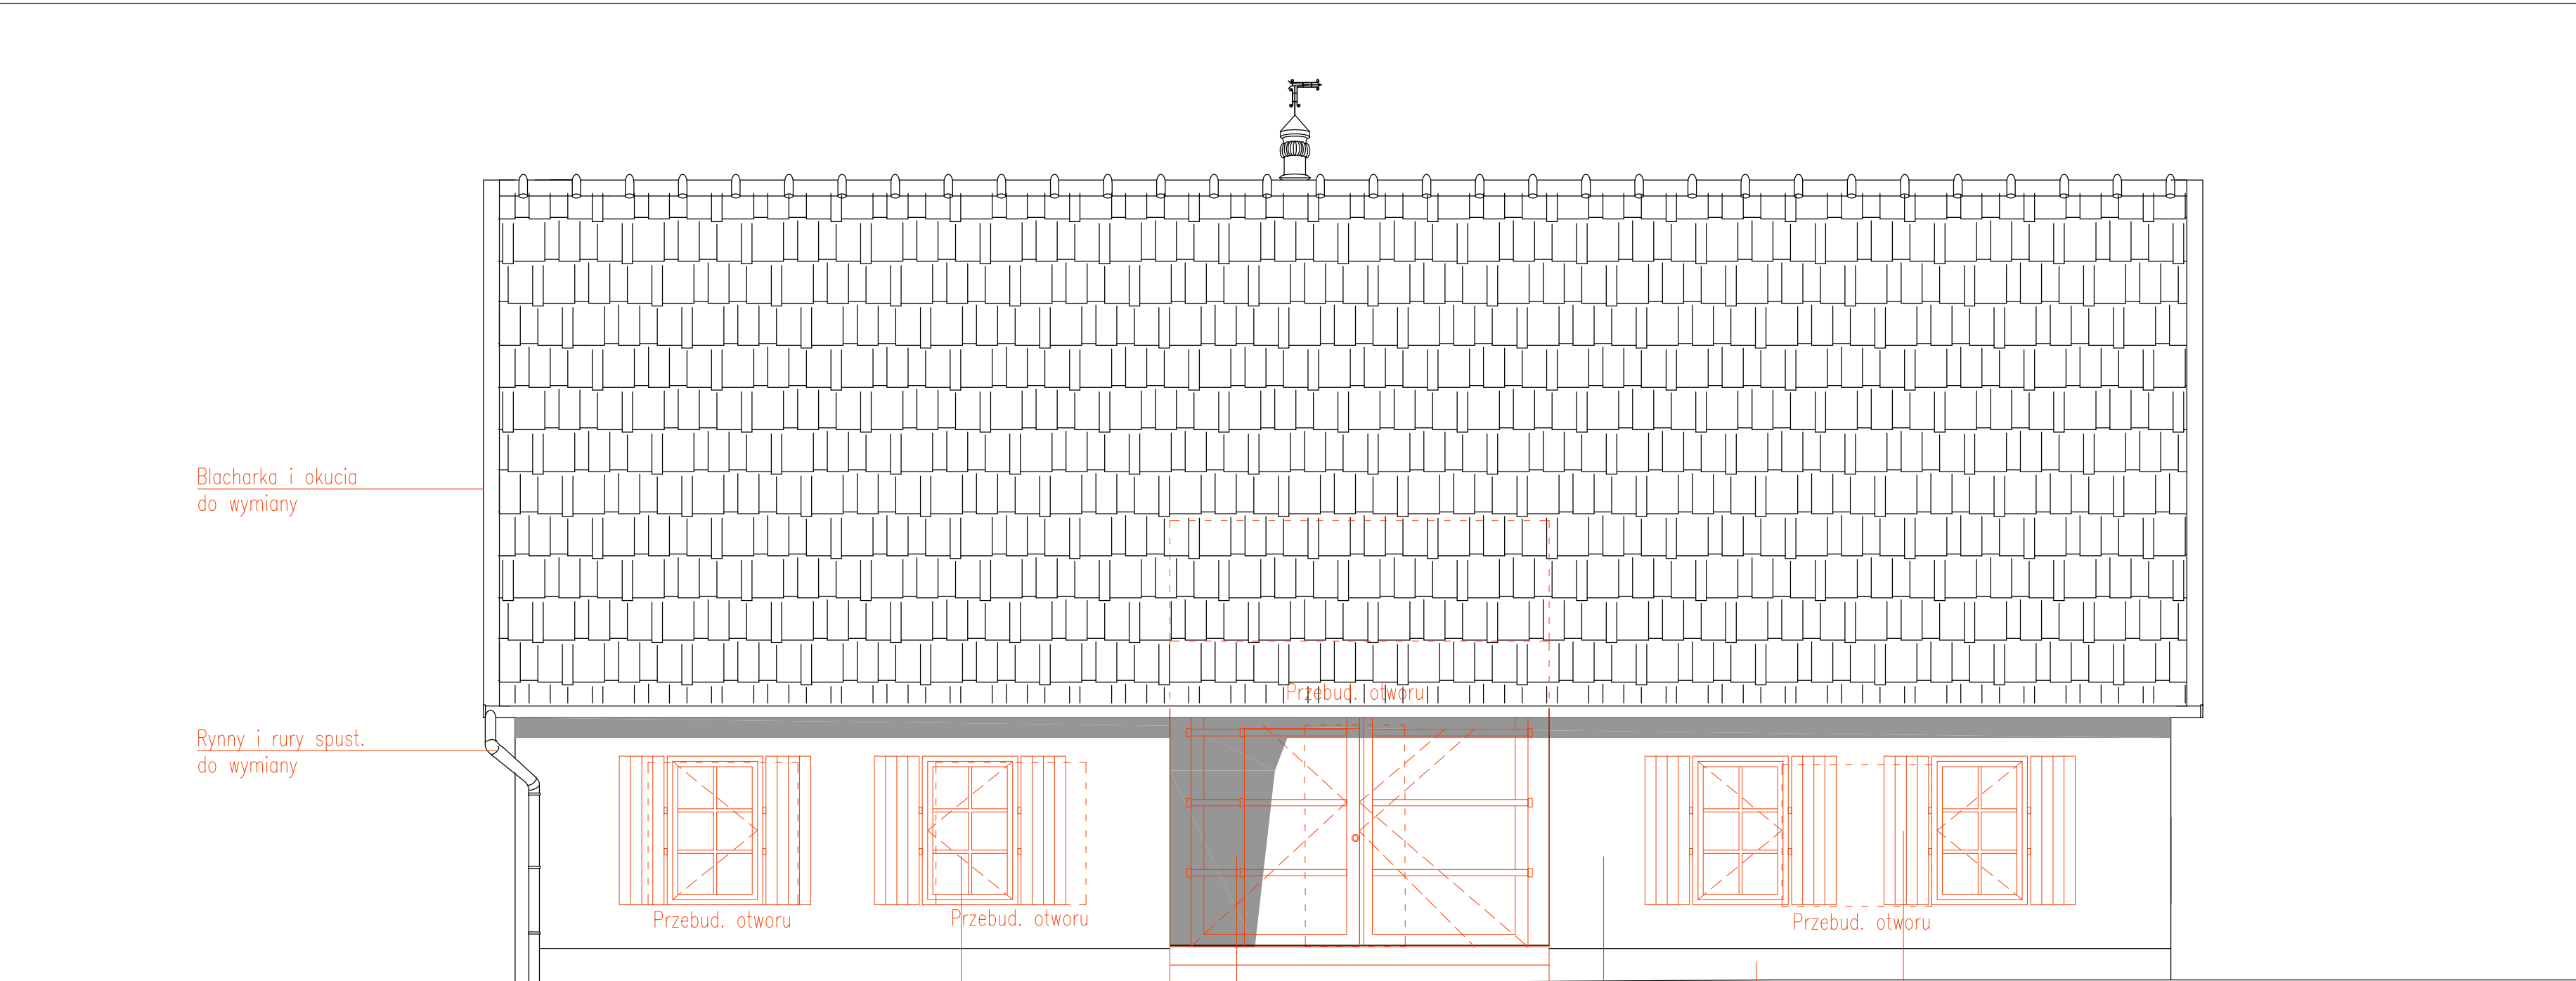 Blacharka i okucia
do wymiany
Przebud. otworu
Rynny i rury spust.
do wymiany
Przebud. otworu
Przebud. otworu
Przebud. otworu